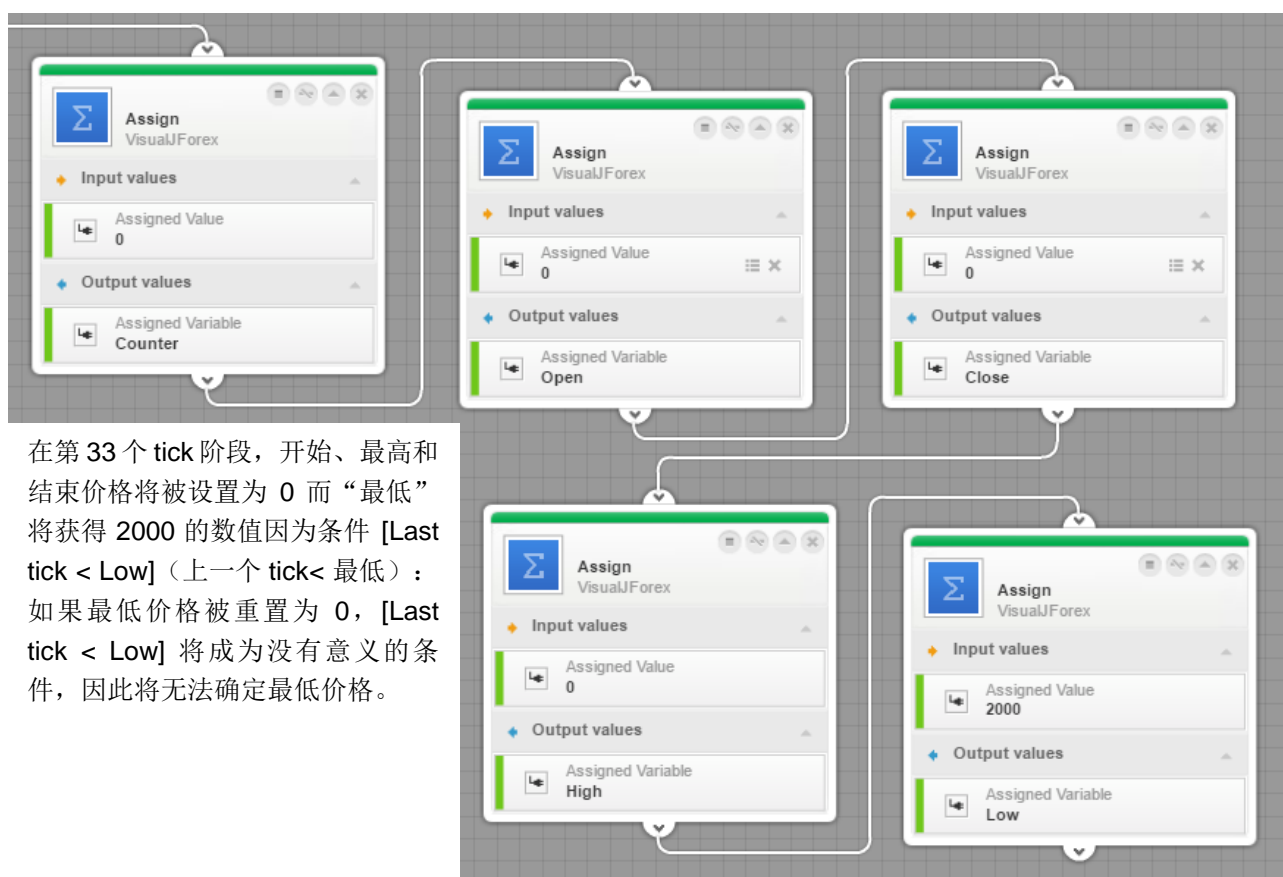 Assign
VisualJForex
Input values
Assigned Value
0
Output values
Assigned Variable
Counter
Assign
VisualJForex
Input values
Assigned Value
0
Output values
Assigned Variable
Open
Assign
VisualJForex
Input values
Assigned Value
0
Output values
Assigned Variable
Close
在第 33 个 tick 阶段，开始、最高和
结束价格将被设置为 0 而“最低”
将获得 2000 的数值因为条件 [Last
tick < Low]（上一个 tick< 最低）：
如果最低价格被重置为 0，[Last
tick < Low] 将成为没有意义的条
件，因此将无法确定最低价格。
Assign
VisualJForex
Input values
Assigned Value
0
Output values
Assigned Variable
High
Assign
VisualJForex
Input values
Assigned Value
2000
Output values
Assigned Variable
Low